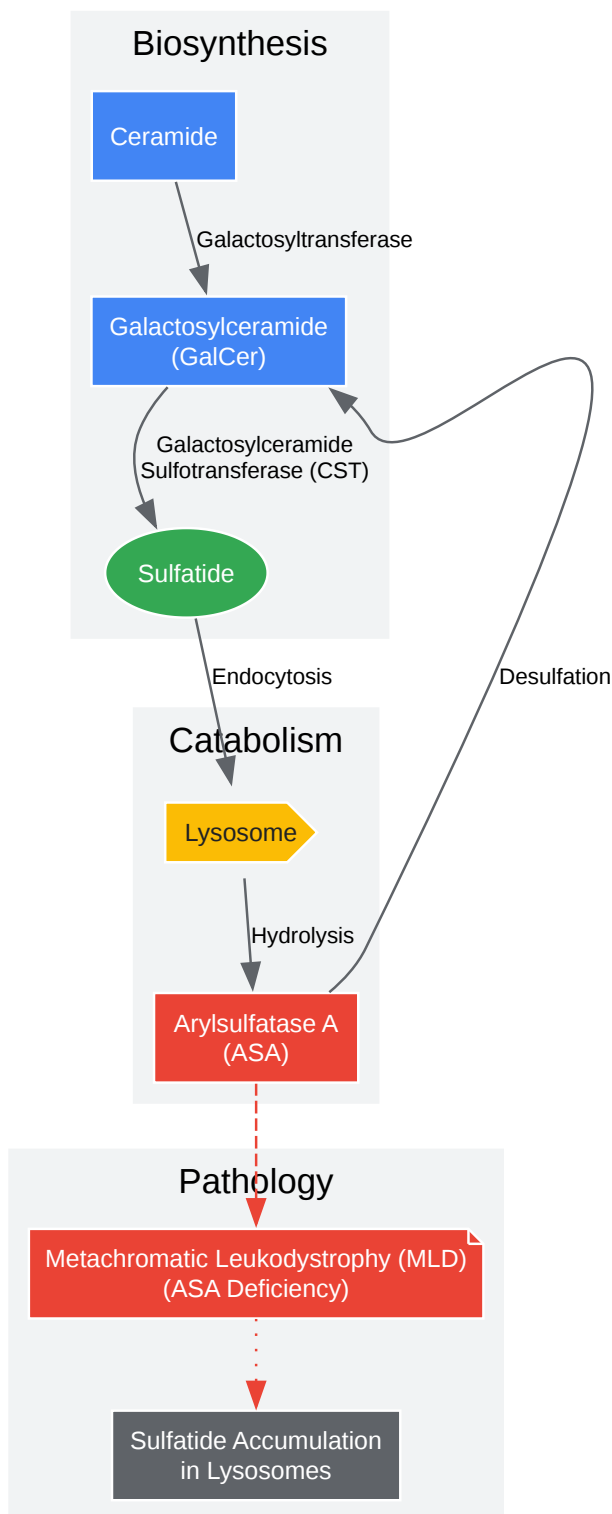 Biosynthesis
Ceramide
Galactosyltransferase
Galactosylceramide
(GalCer)
Galactosylceramide
Sulfotransferase (CST)
Sulfatide
Endocytosis
Desulfation
Catabolism
Lysosome
Hydrolysis
Arylsulfatase A
(ASA)
Pathology
Metachromatic Leukodystrophy (MLD)
(ASA Deficiency)
Sulfatide Accumulation
in Lysosomes